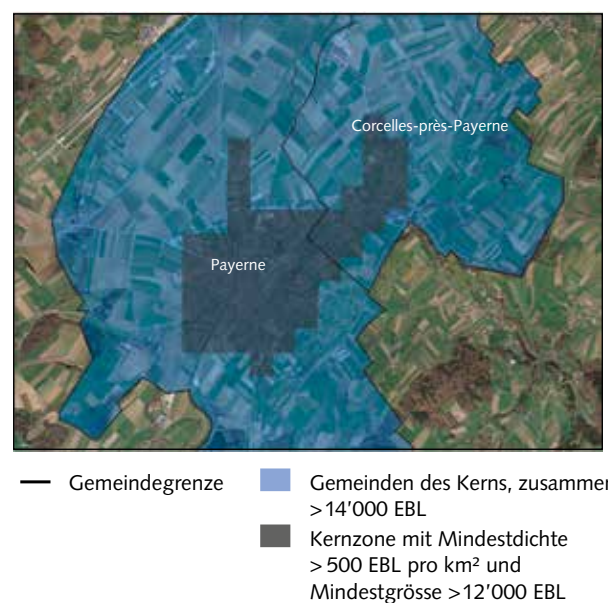 Corcelles-près-Payerne
Payerne
Gemeindegrenze
Gemeinden des Kerns, zusammen
>14'000 EBL
Kernzone mit Mindestdichte
> 500 EBL pro km² und
Mindestgrösse >12'000 EBL